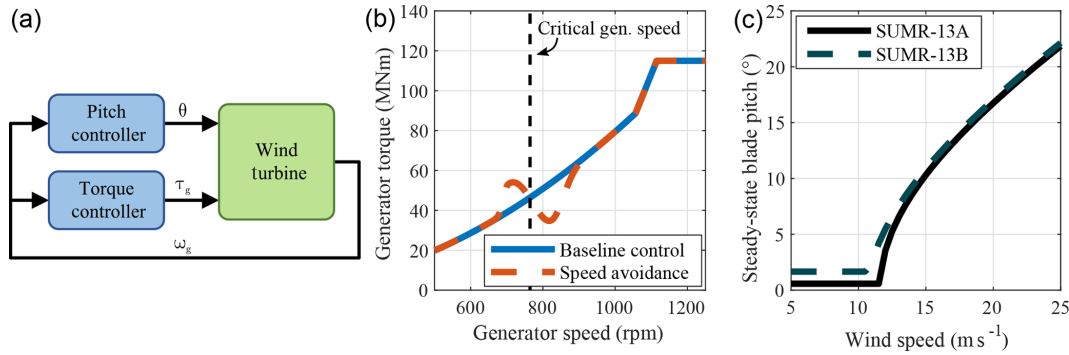 (a)
Pitch
controller
θ
Wind
turbine
Torque
controller
τg
ωg
(b)
Generator torque (MNm)
140
120
100
80
60
40
20
0
Critical gen. speed
Baseline control
Speed avoidance
600
800
1000
1200
Generator speed (rpm)
(c)
Steady-state blade pitch (°)
25
20
15
10
5
0
SUMR-13A
SUMR-13B
5
10
15
20
25
Wind speed (m s⁻¹)